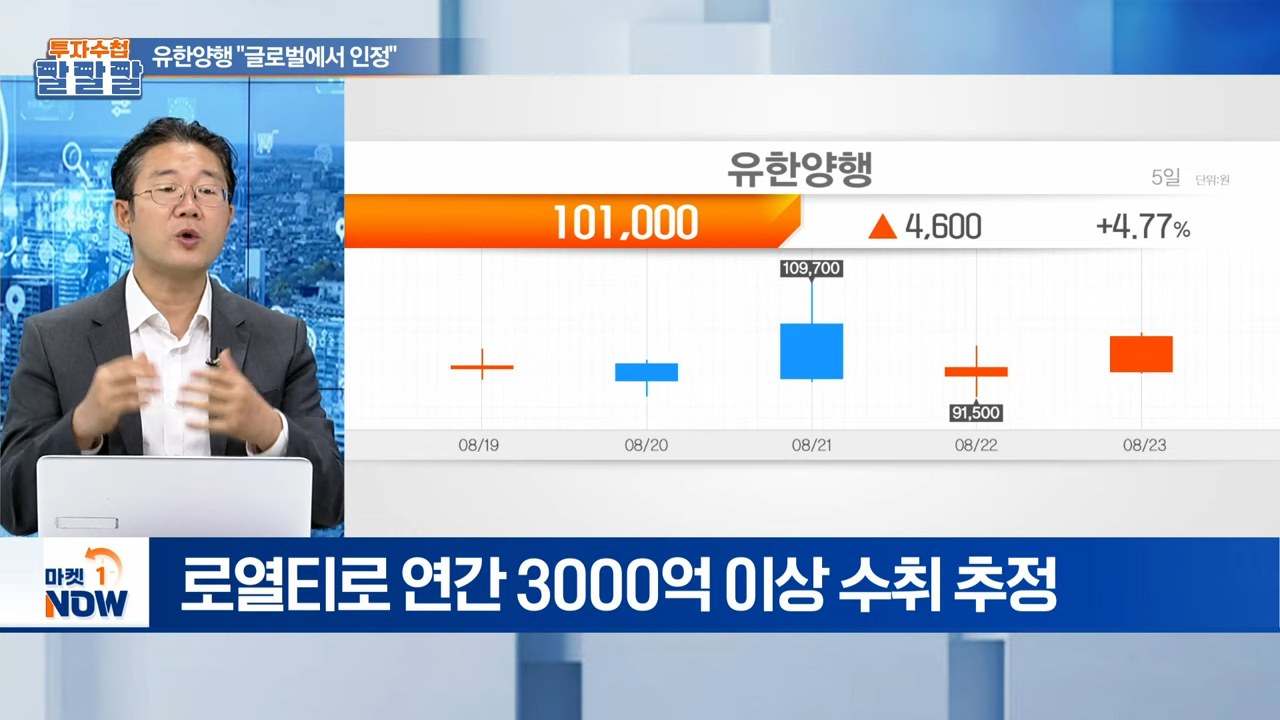 투자수첩
팔팔팔
유한양행 "글로벌에서 인정"
유한양행
5일 단위:원
101,000 ▲ 4,600 +4.77%
109,700
91,500
08/19 08/20 08/21 08/22 08/23
마켓 1
NOW
로열티로 연간 3000억 이상 수취 추정